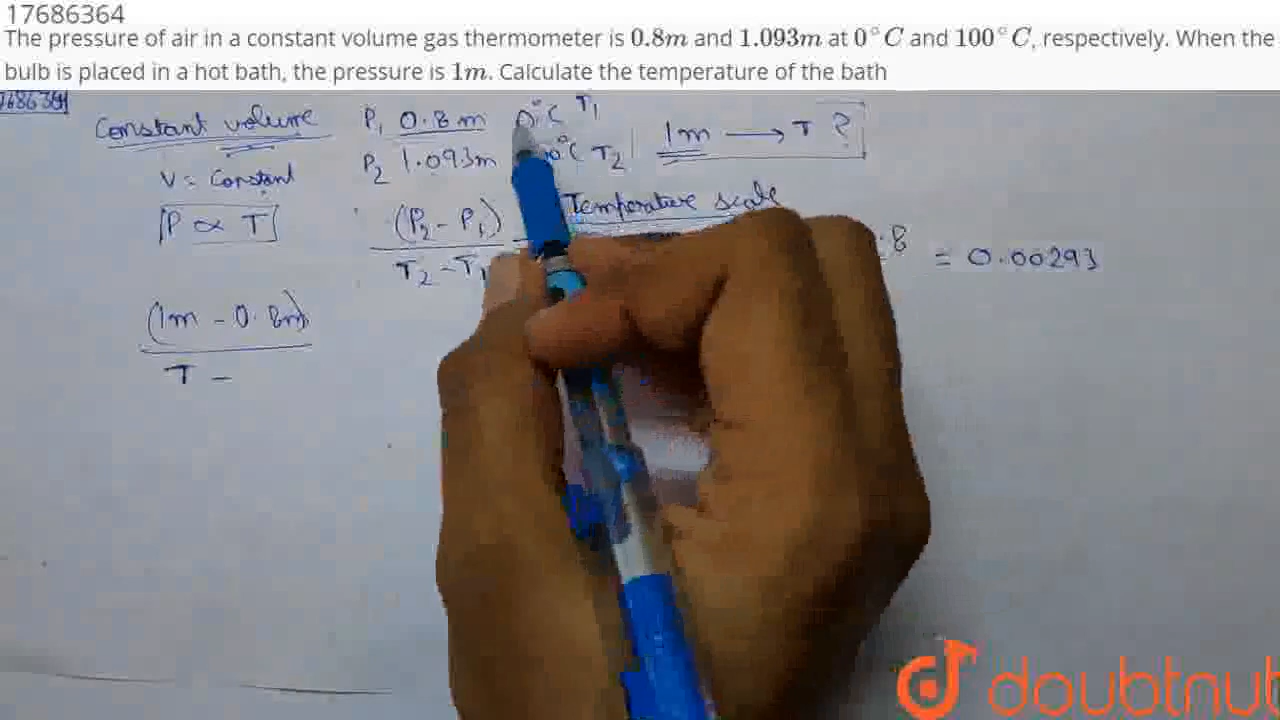 17686364
The pressure of air in a constant volume gas thermometer is 0.8m and 1.093m at 0°C and 100°C, respectively. When the
bulb is placed in a hot bath, the pressure is 1m. Calculate the temperature of the bath
Constant volume P₁ 0.8m 0°C T₁
1m → T ?
V = Constant P₂ 1.093m 0°C T₂
Temperature scale
P ∝ T (P₂ - P₁)
T₂ - T₁
.8 = 0.00293
(1m - 0.8m)
T -
doubtnut